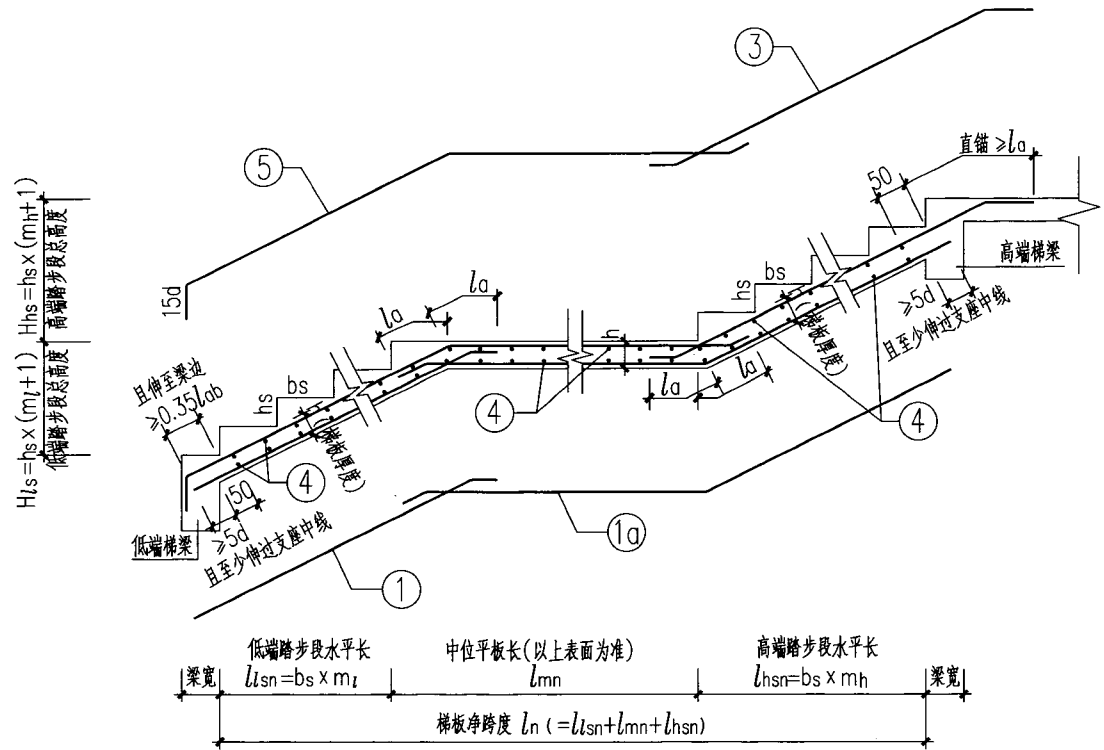 ③
⑤
直锚≥la
50
15d
Hhs=hs×(mh+1)
高端踏步段总高度
Hls=hs×(ml+1)
低端踏步段总高度
高端梯梁
bs
hs
(梯板厚度)
≥5d
且至少伸过支座中线
la
la
h
la
la
④
④
且伸至梁边
≥0.35lab
bs
hs
(梯板厚度)
④
50
≥5d
且至少伸过支座中线
低端梯梁
①
1a
低端踏步段水平长
llsn=bs×ml
中位平板长(以上表面为准)
lmn
高端踏步段水平长
lhsn=bs×mh
梁宽
梁宽
梯板净跨度 ln (=llsn+lmn+lhsn)